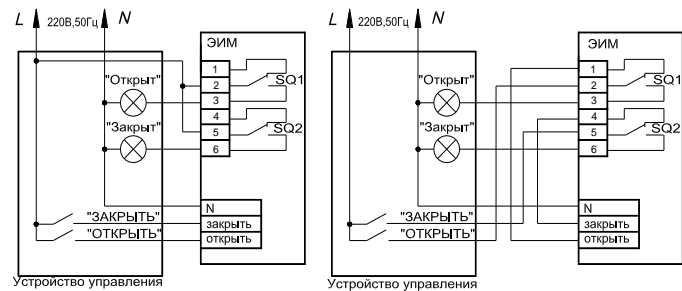 L 220В,50Гц N
ЭИМ
"Открыт"
1
2
3
SQ1
"Закрыт"
4
5
6
SQ2
N
"ЗАКРЫТЬ" закрыть
"ОТКРЫТЬ" открыть
Устройство управления
L 220В,50Гц N
ЭИМ
"Открыт"
1
2
3
SQ1
"Закрыт"
4
5
6
SQ2
N
"ЗАКРЫТЬ" закрыть
"ОТКРЫТЬ" открыть
Устройство управления